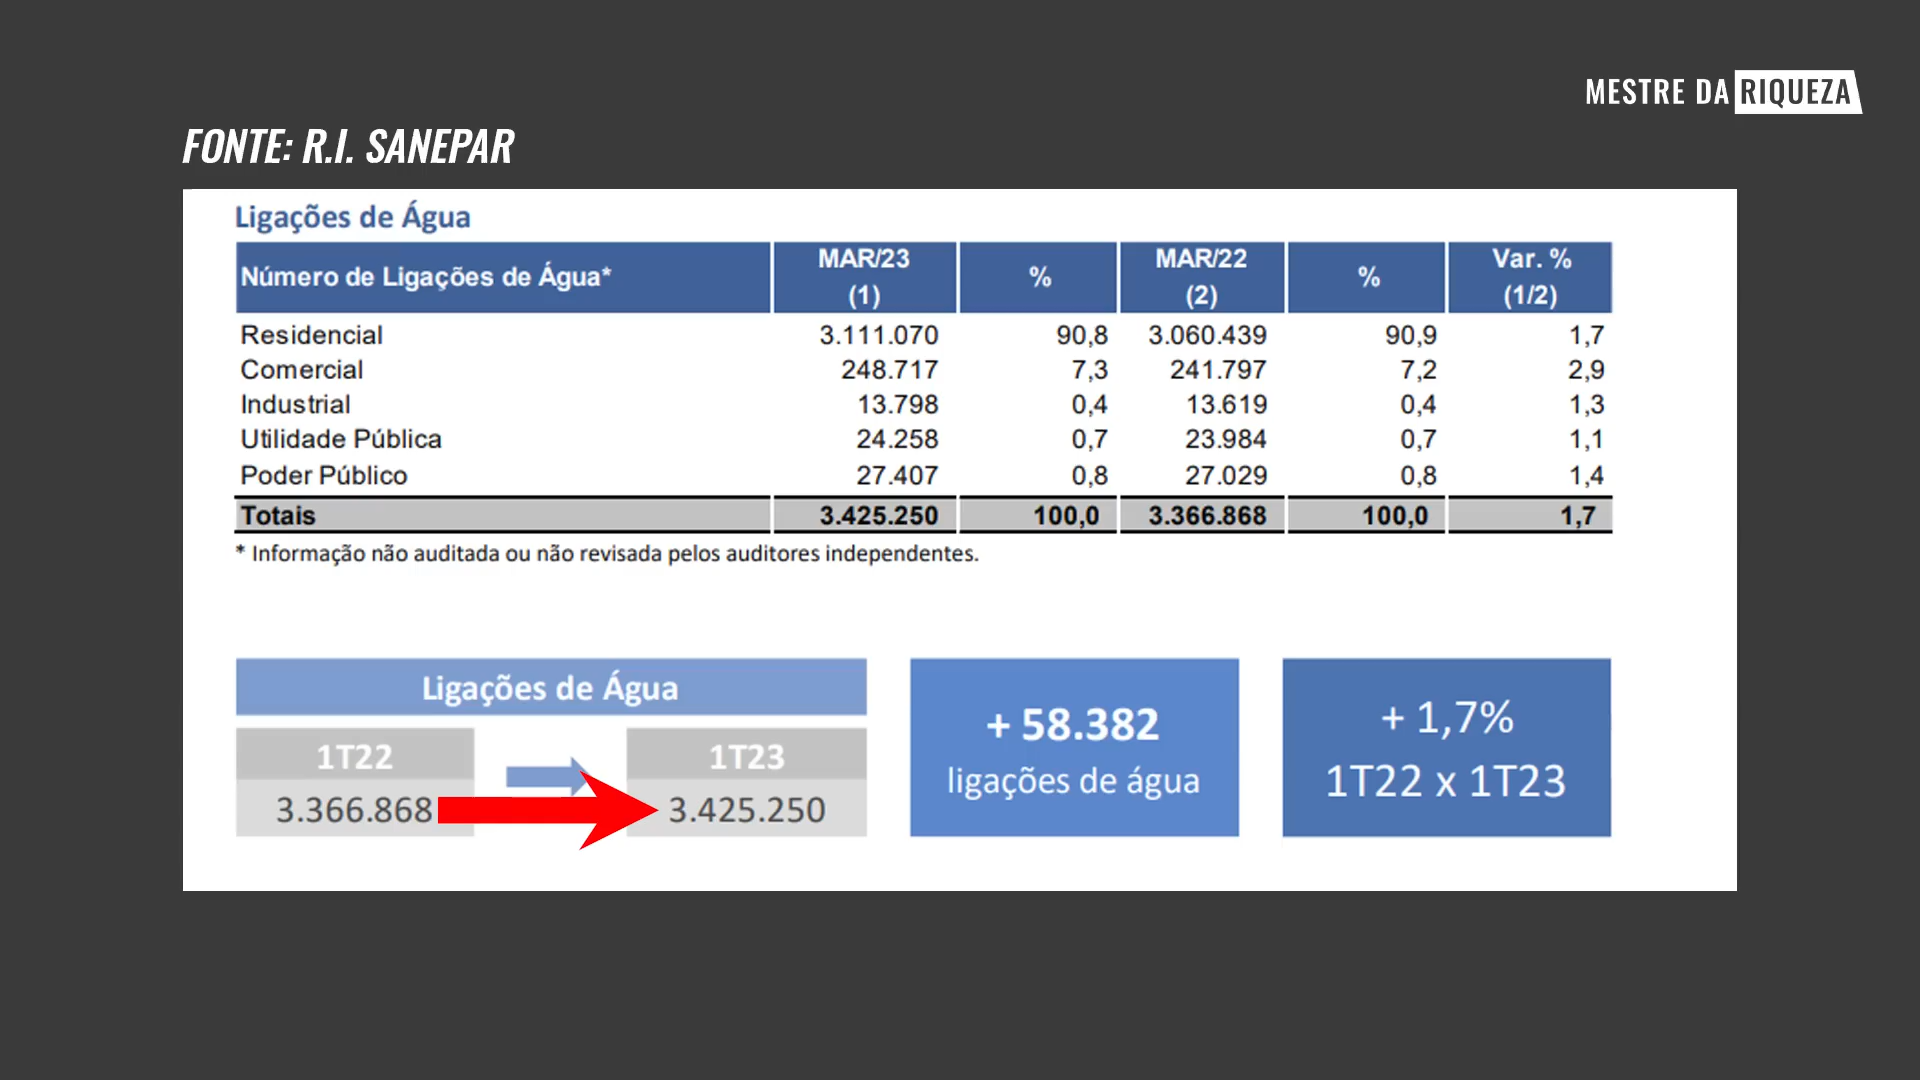 MESTRE DA RIQUEZA
FONTE: R.I. SANEPAR
Ligações de Água
Número de Ligações de Água* MAR/23 (1) % MAR/22 (2) % Var. % (1/2)
Residencial 3.111.070 90,8 3.060.439 90,9 1,7
Comercial 248.717 7,3 241.797 7,2 2,9
Industrial 13.798 0,4 13.619 0,4 1,3
Utilidade Pública 24.258 0,7 23.984 0,7 1,1
Poder Público 27.407 0,8 27.029 0,8 1,4
Totais 3.425.250 100,0 3.366.868 100,0 1,7
* Informação não auditada ou não revisada pelos auditores independentes.
Ligações de Água
1T22 1T23
3.366.868 3.425.250
+ 58.382
ligações de água
+ 1,7%
1T22 x 1T23